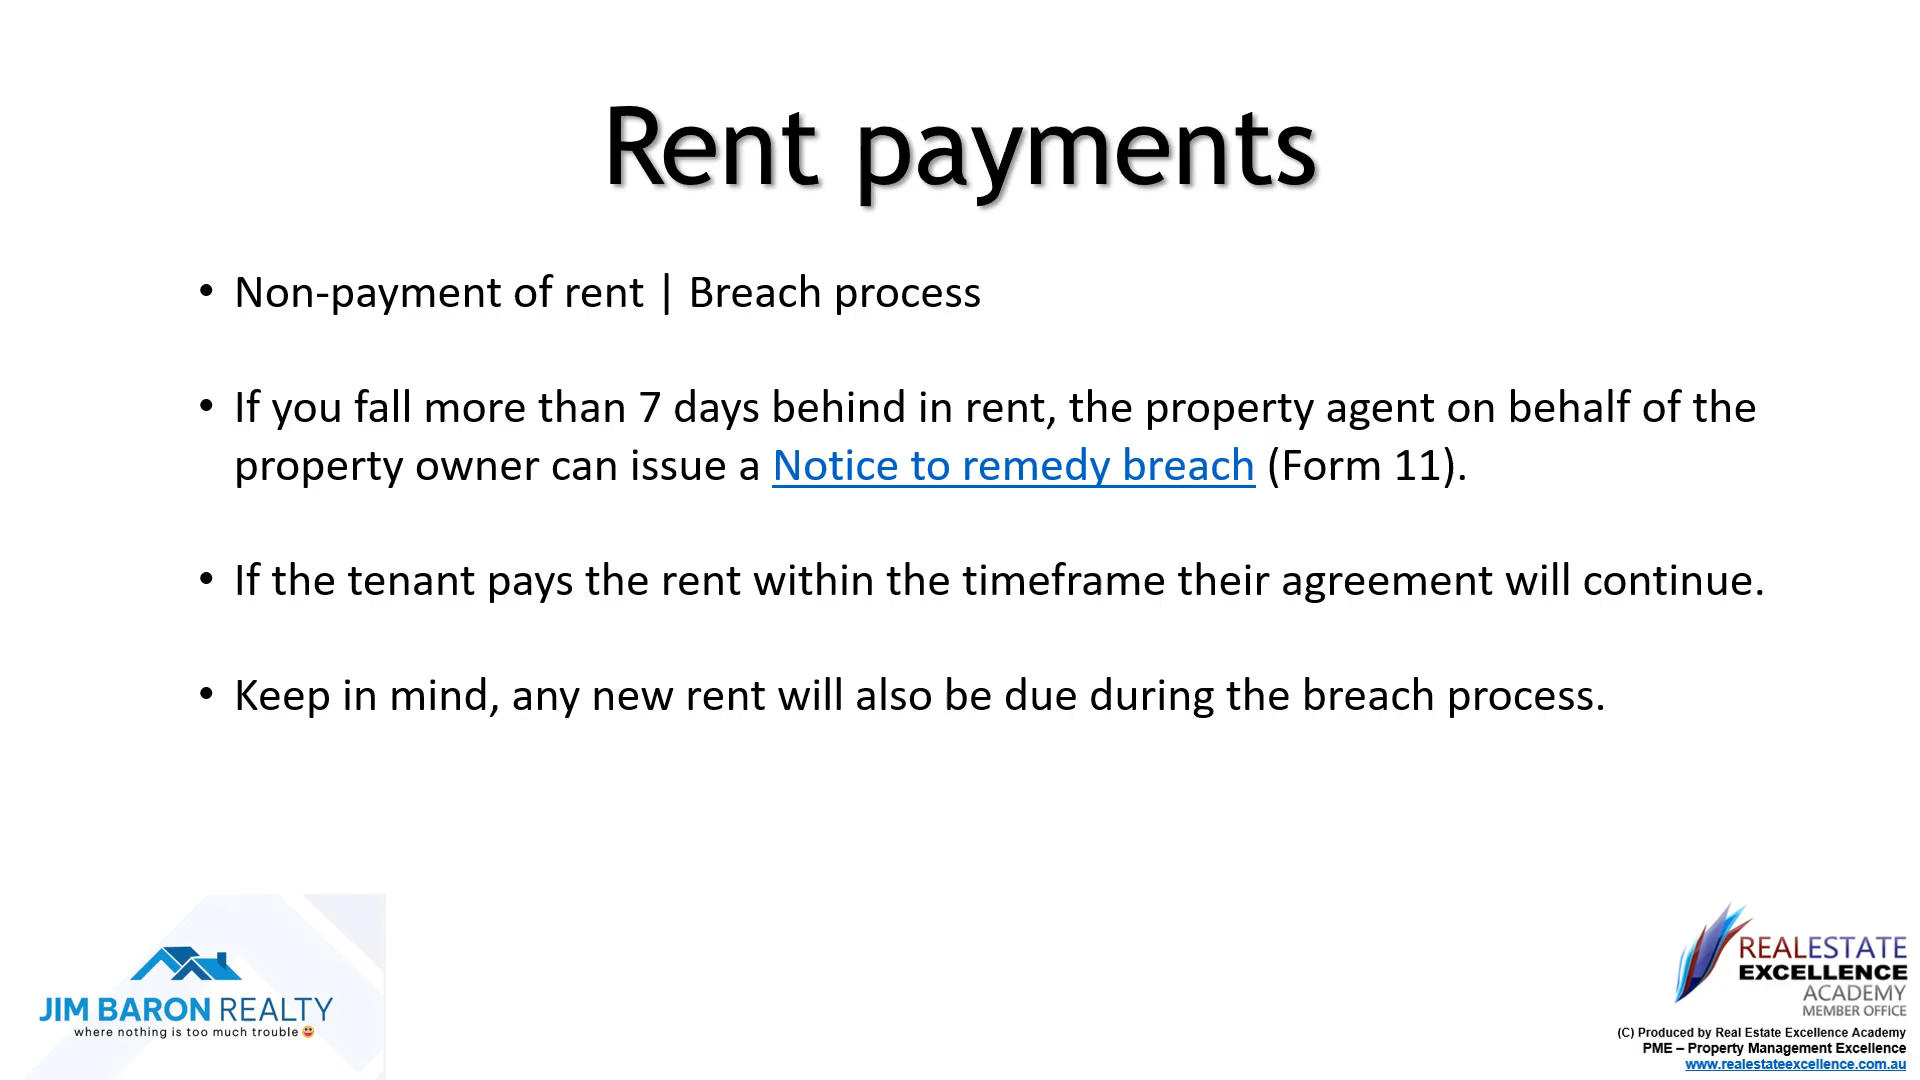 Rent payments
• Non-payment of rent | Breach process
• If you fall more than 7 days behind in rent, the property agent on behalf of the
property owner can issue a Notice to remedy breach (Form 11).
• If the tenant pays the rent within the timeframe their agreement will continue.
• Keep in mind, any new rent will also be due during the breach process.
JIM BARON REALTY
where nothing is too much trouble 😃
REALESTATE
EXCELLENCE
ACADEMY
MEMBER OFFICE
(C) Produced by Real Estate Excellence Academy
PME – Property Management Excellence
www.realestateexcellence.com.au